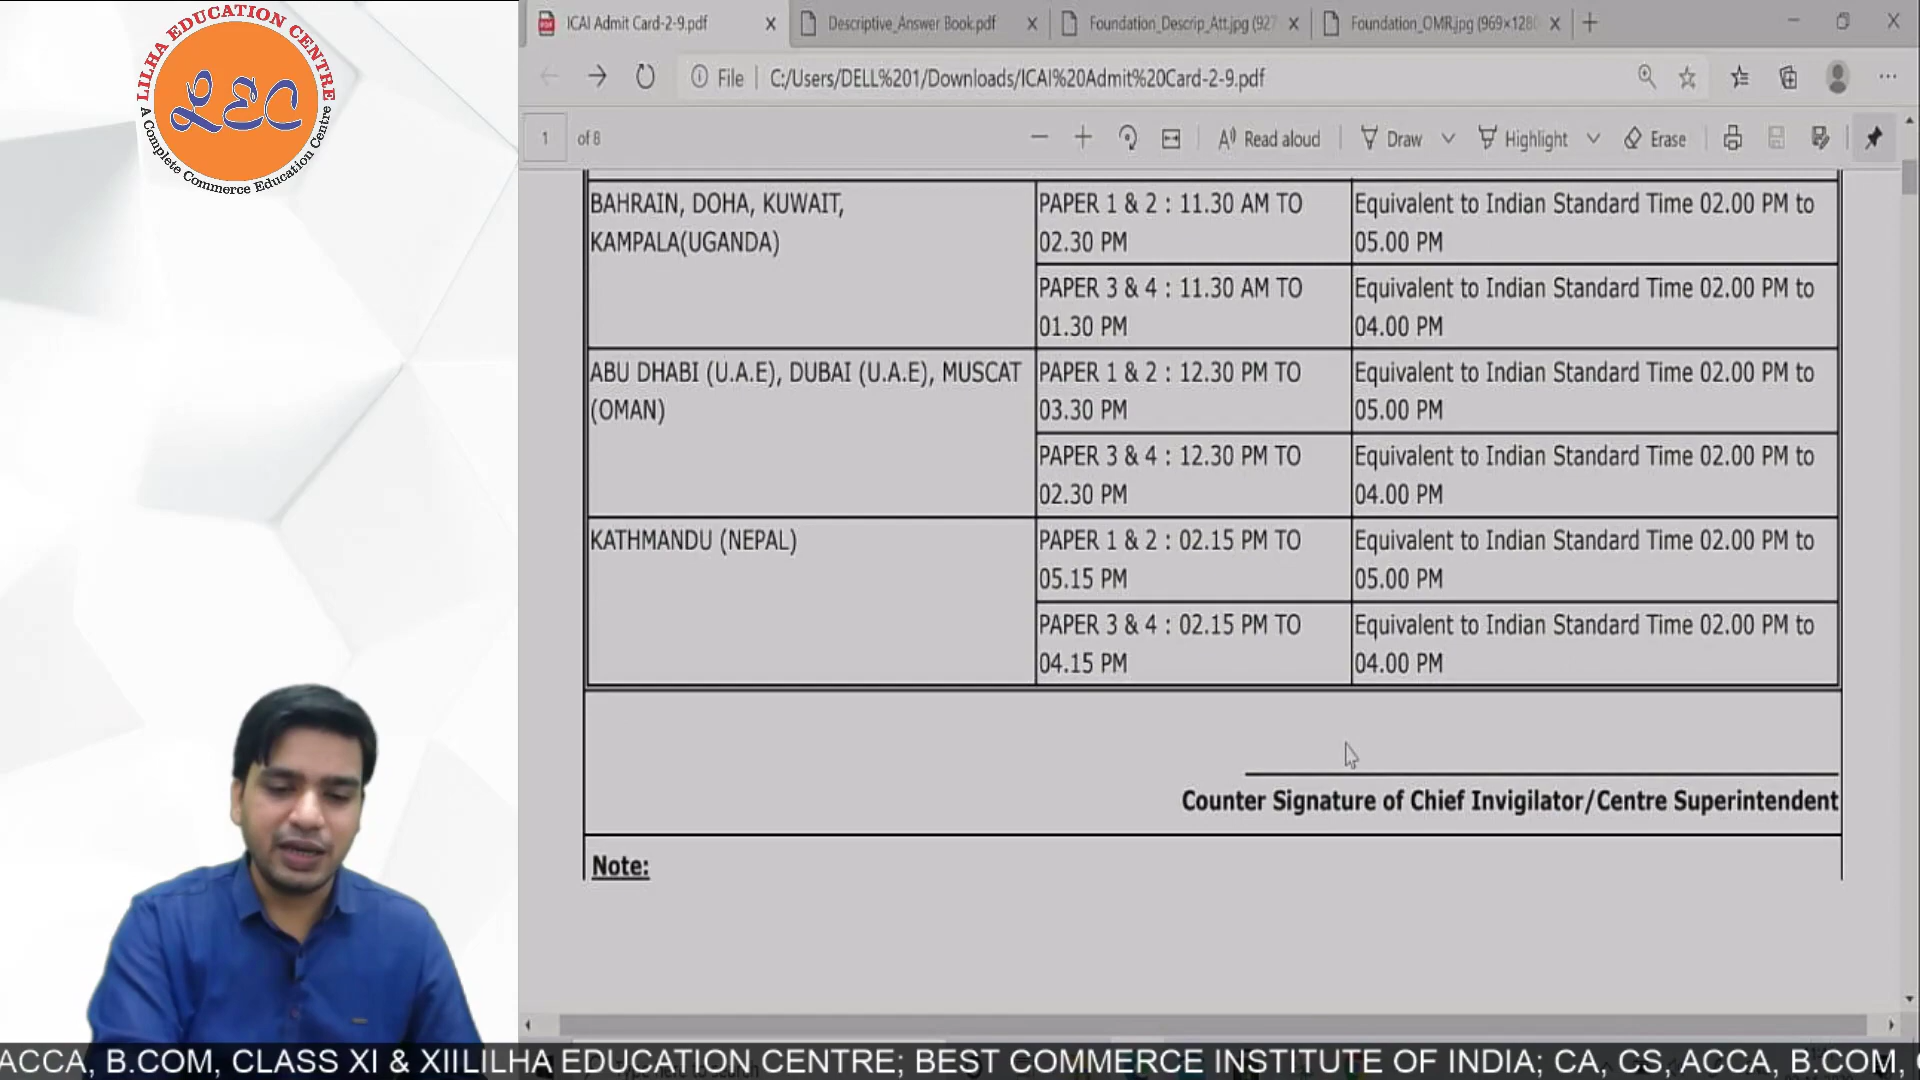 LILHA EDUCATION CENTRE
LEC
A Complete Commerce Education Centre
ICAI Admit Card-2-9.pdf
Descriptive_Answer Book.pdf
Foundation_Descrip_Att.jpg (927
Foundation_OMR.jpg (969×1280
File
C:/Users/DELL%201/Downloads/ICAI%20Admit%20Card-2-9.pdf
1 of 8
Read aloud
Draw
Highlight
Erase
BAHRAIN, DOHA, KUWAIT,
KAMPALA(UGANDA)
PAPER 1 & 2 : 11.30 AM TO
02.30 PM
Equivalent to Indian Standard Time 02.00 PM to
05.00 PM
PAPER 3 & 4 : 11.30 AM TO
01.30 PM
Equivalent to Indian Standard Time 02.00 PM to
04.00 PM
ABU DHABI (U.A.E), DUBAI (U.A.E), MUSCAT
(OMAN)
PAPER 1 & 2 : 12.30 PM TO
03.30 PM
Equivalent to Indian Standard Time 02.00 PM to
05.00 PM
PAPER 3 & 4 : 12.30 PM TO
02.30 PM
Equivalent to Indian Standard Time 02.00 PM to
04.00 PM
KATHMANDU (NEPAL)
PAPER 1 & 2 : 02.15 PM TO
05.15 PM
Equivalent to Indian Standard Time 02.00 PM to
05.00 PM
PAPER 3 & 4 : 02.15 PM TO
04.15 PM
Equivalent to Indian Standard Time 02.00 PM to
04.00 PM
Counter Signature of Chief Invigilator/Centre Superintendent
Note:
ACCA, B.COM, CLASS XI & XIILILHA EDUCATION CENTRE; BEST COMMERCE INSTITUTE OF INDIA; CA, CS, ACCA, B.COM,